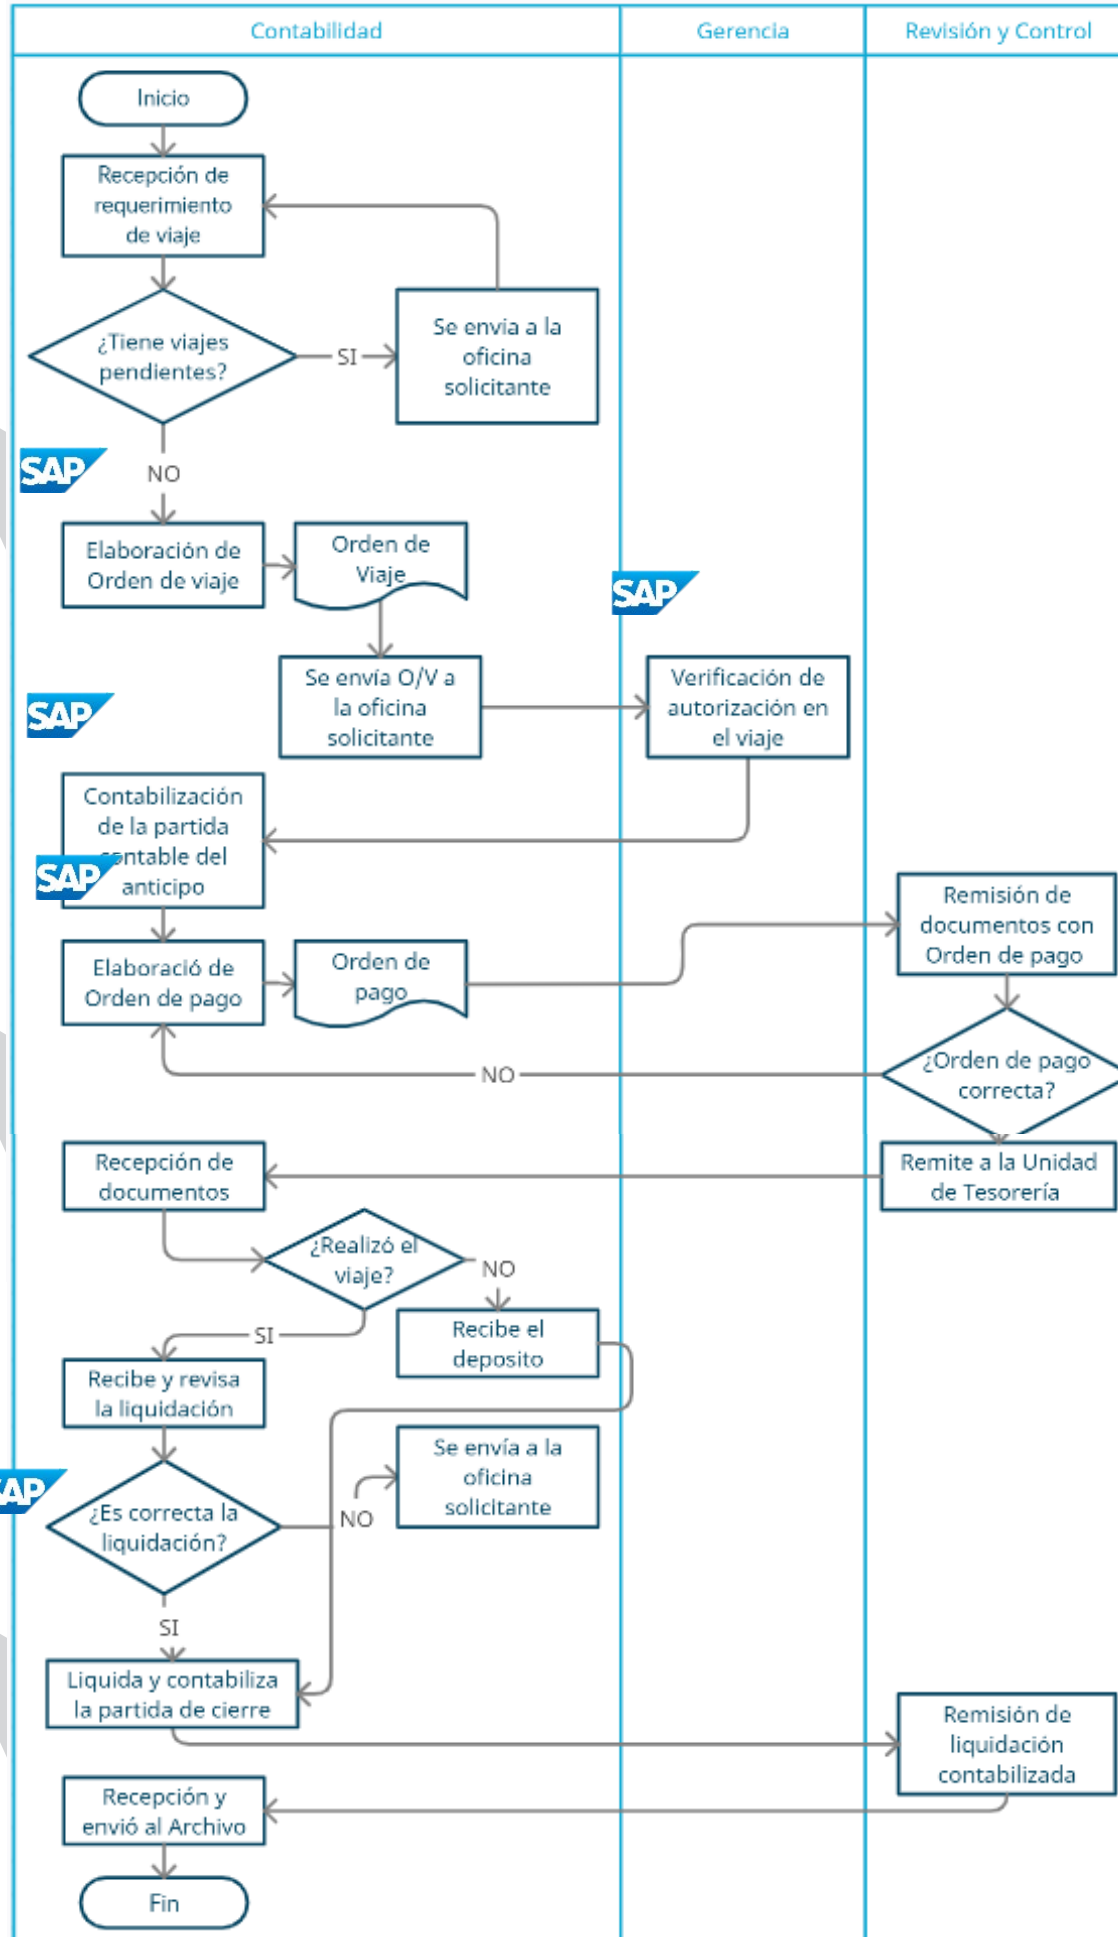 Contabilidad
Gerencia
Revisión y Control
Inicio
Recepción de
requerimiento
de viaje
¿Tiene viajes
pendientes?
SI
Se envia a la
oficina
solicitante
SAP
NO
Elaboración de
Orden de viaje
Orden de
Viaje
SAP
Se envía O/V a
la oficina
solicitante
Verificación de
autorización en
el viaje
SAP
Contabilización
de la partida
contable del
anticipo
SAP
Elaboració de
Orden de pago
Orden de
pago
Remisión de
documentos con
Orden de pago
¿Orden de pago
correcta?
NO
Recepción de
documentos
Remite a la Unidad
de Tesorería
¿Realizó el
viaje?
NO
SI
Recibe el
deposito
Recibe y revisa
la liquidación
Se envía a la
oficina
solicitante
SAP
¿Es correcta la
liquidación?
NO
SI
Liquida y contabiliza
la partida de cierre
Remisión de
liquidación
contabilizada
Recepción y
envió al Archivo
Fin